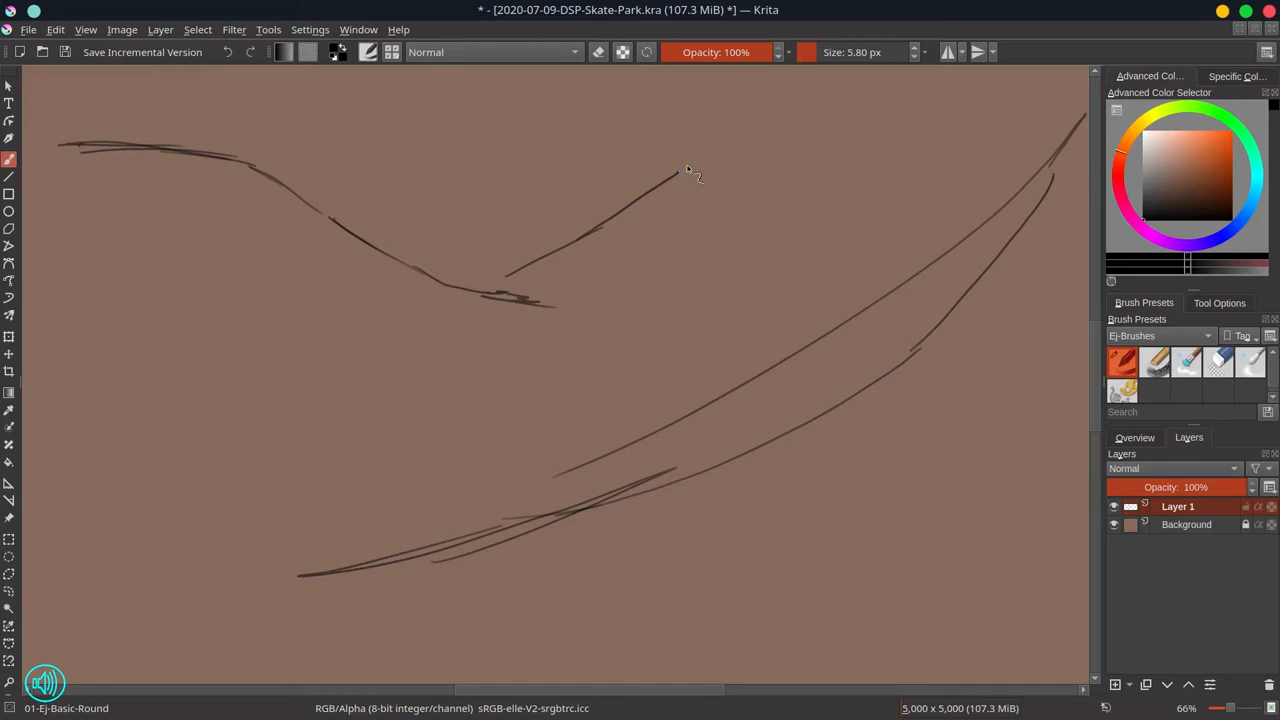 * - [2020-07-09-DSP-Skate-Park.kra (107.3 MiB) *] — Krita
File Edit View Image Layer Select Filter Tools Settings Window Help
Save Incremental Version Normal Opacity: 100% Size: 5.80 px
Advanced Col... Specific Col...
Advanced Color Selector
Brush Presets Tool Options
Brush Presets
Ej-Brushes Tag
Search
Overview Layers
Layers
Normal
Opacity: 100%
Layer 1
Background
01-Ej-Basic-Round RGB/Alpha (8-bit integer/channel) sRGB-elle-V2-srgbtrc.icc 5,000 x 5,000 (107.3 MiB) 66%